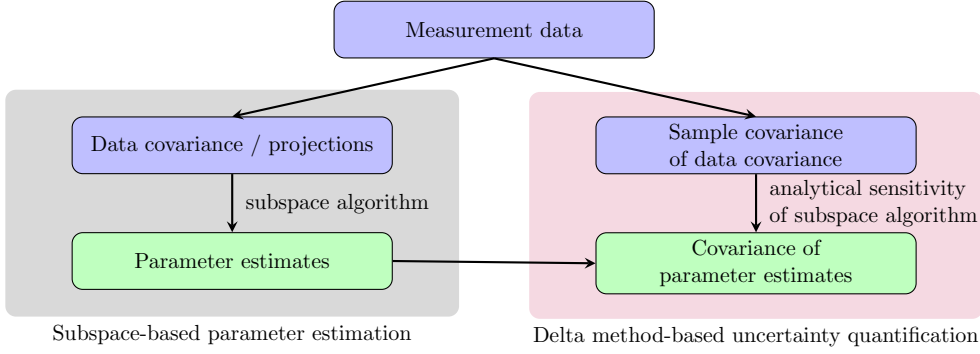 Measurement data
Data covariance / projections
Sample covariance
of data covariance
subspace algorithm
analytical sensitivity
of subspace algorithm
Parameter estimates
Covariance of
parameter estimates
Subspace-based parameter estimation
Delta method-based uncertainty quantification